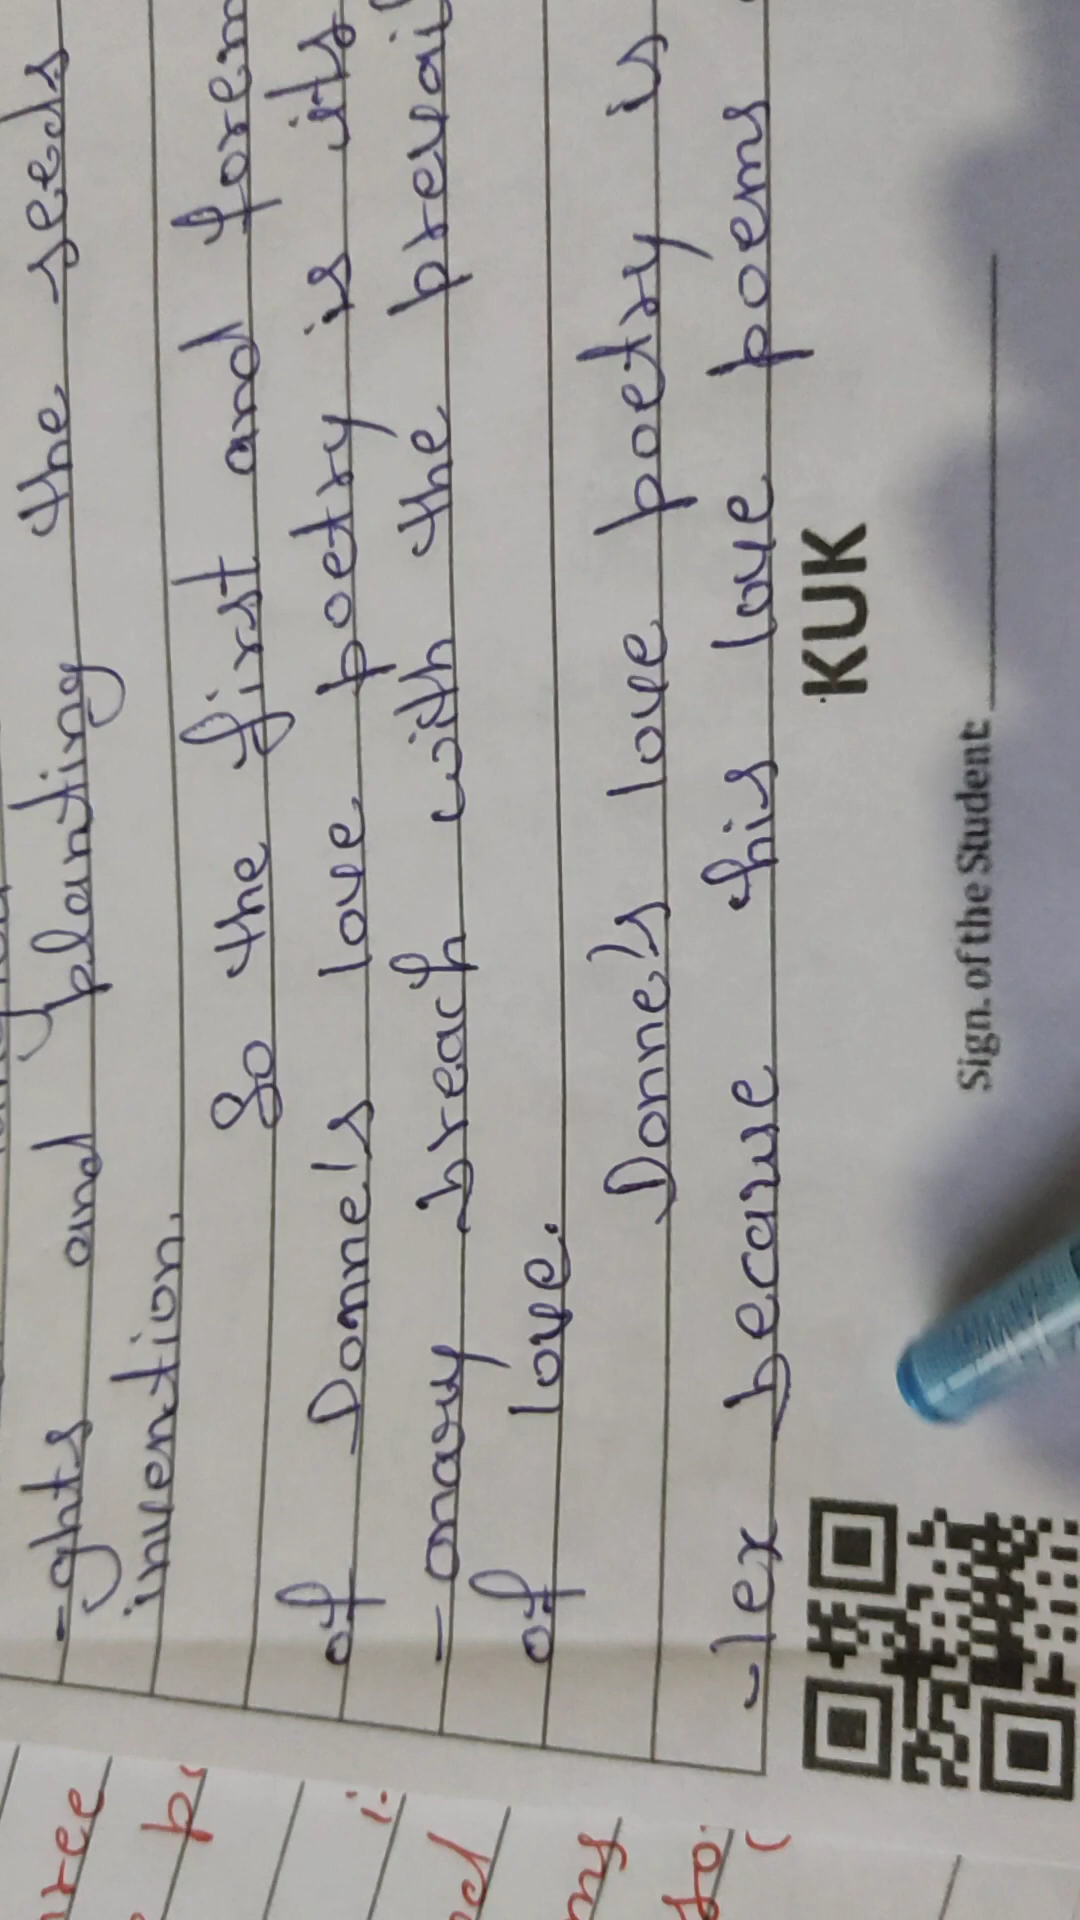 -ghts and planting the seeds
invention.
So the first and forem
of Donne's love poetry is its
-onary breach with the prevail
of love.
Donne's love poetry is
-lex because his love poems
KUK
Sign. of the Student: